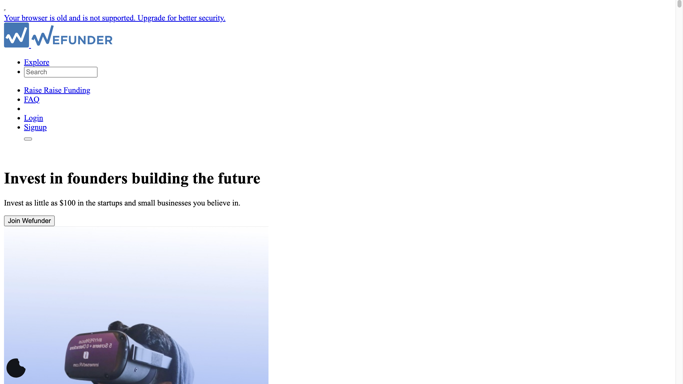 .
Your browser is old and is not supported. Upgrade for better security.
WEFUNDER
Explore
Search
Raise Raise Funding
FAQ
Login
Signup
Invest in founders building the future
Invest as little as $100 in the startups and small businesses you believe in.
Join Wefunder